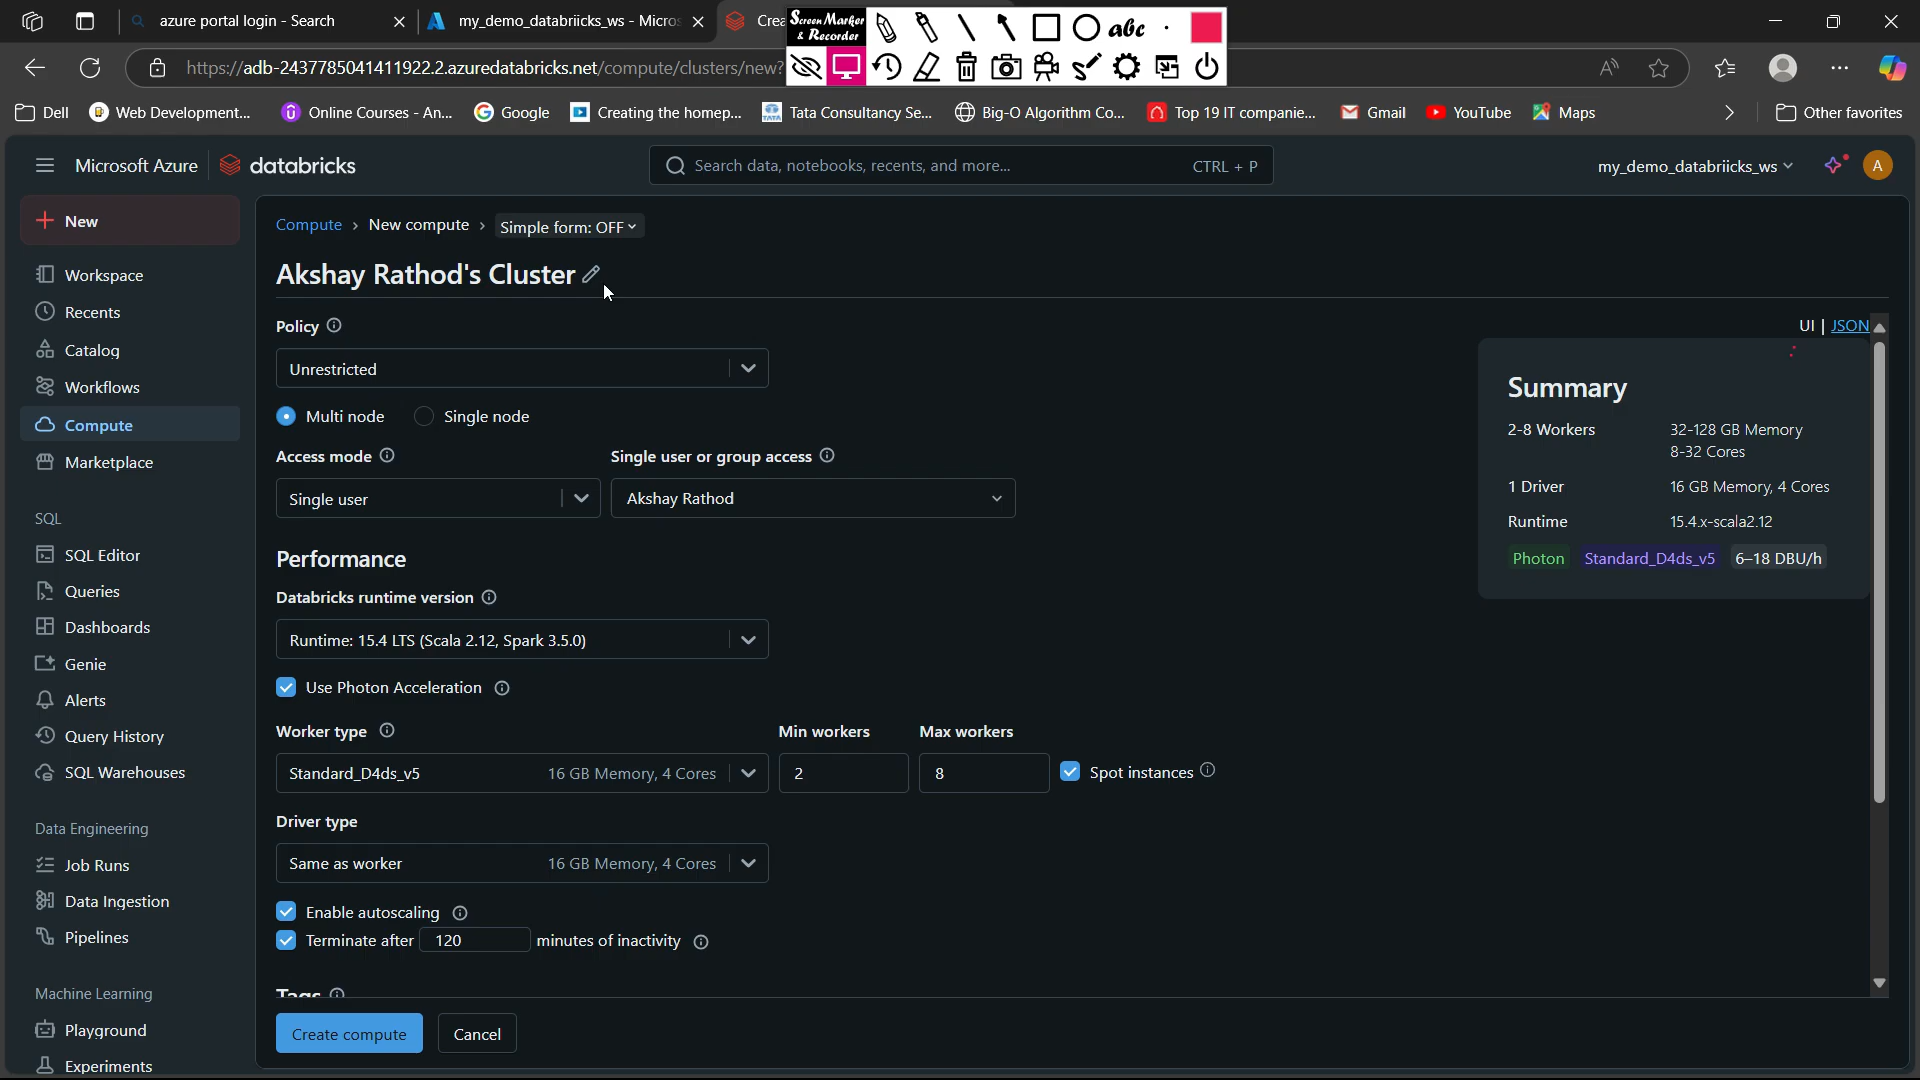 azure portal login - Search
my_demo_databriicks_ws - Micros
Crea
Screen Marker
& Recorder
abc
https://adb-2437785041411922.2.azuredatabricks.net/compute/clusters/new?
Dell
Web Development...
Online Courses - An...
Google
Creating the homep...
Tata Consultancy Se...
Big-O Algorithm Co...
Top 19 IT companie...
Gmail
YouTube
Maps
Other favorites
Microsoft Azure
databricks
Search data, notebooks, recents, and more...
CTRL + P
my_demo_databriicks_ws
A
New
Workspace
Recents
Catalog
Workflows
Compute
Marketplace
SQL
SQL Editor
Queries
Dashboards
Genie
Alerts
Query History
SQL Warehouses
Data Engineering
Job Runs
Data Ingestion
Pipelines
Machine Learning
Playground
Experiments
Compute › New compute › Simple form: OFF
Akshay Rathod's Cluster
Policy
Unrestricted
Multi node
Single node
Access mode
Single user or group access
Single user
Akshay Rathod
Performance
Databricks runtime version
Runtime: 15.4 LTS (Scala 2.12, Spark 3.5.0)
Use Photon Acceleration
Worker type
Min workers
Max workers
Standard_D4ds_v5
16 GB Memory, 4 Cores
2
8
Spot instances
Driver type
Same as worker
16 GB Memory, 4 Cores
Enable autoscaling
Terminate after 120 minutes of inactivity
Tags
Create compute
Cancel
UI | JSON
Summary
2-8 Workers
32-128 GB Memory
8-32 Cores
1 Driver
16 GB Memory, 4 Cores
Runtime
15.4.x-scala2.12
Photon
Standard_D4ds_v5
6–18 DBU/h